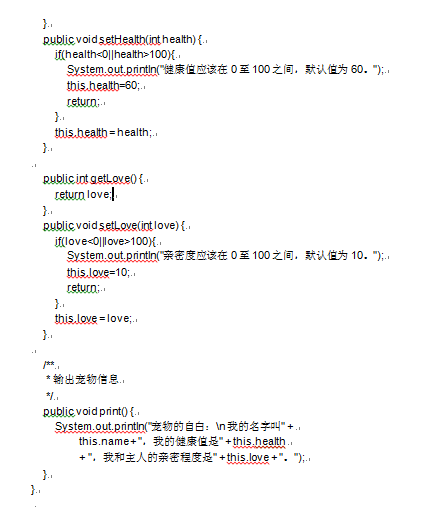 }
public void setHealth(int health) {
if(health<0||health>100){
System.out.println("健康值应该在 0 至 100 之间，默认值为 60。");
this.health=60;
return;
}
this.health = health;
}
public int getLove() {
return love;
}
public void setLove(int love) {
if(love<0||love>100){
System.out.println("亲密度应该在 0 至 100 之间，默认值为 10。");
this.love=10;
return;
}
this.love = love;
}
/**
* 输出宠物信息
*/
public void print() {
System.out.println("宠物的自白：\n 我的名字叫" +
this.name + "，我的健康值是" + this.health
+ "，我和主人的亲密程度是" + this.love + "。");
}
}